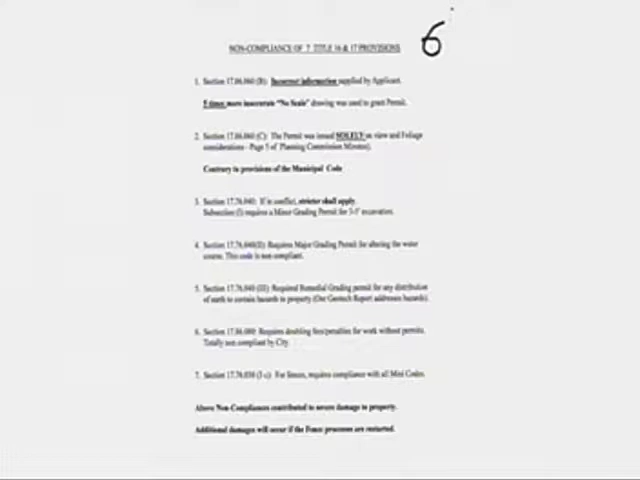 6
NON-COMPLIANCE OF 7 TITLE 16 & 17 PROVISIONS
1. Section 17.86.060 (B): Incorrect information supplied by Applicant.
5 times more inaccurate "No Scale" drawing was used to grant Permit.
2. Section 17.86.060 (C): The Permit was issued SOLELY on view and Foliage
considerations - Page 5 of Planning Commission Minutes).
Contrary to provisions of the Municipal Code
3. Section 17.76.040: If in conflict, stricter shall apply.
Subsection (I) requires a Minor Grading Permit for 3-5' excavation.
4. Section 17.76.040(II): Requires Major Grading Permit for altering the water
course. This code is non compliant.
5. Section 17.76.040 (III): Required Remedial Grading permit for any distribution
of earth to contain hazards to property (Our Geotech Report addresses hazards).
6. Section 17.86.080: Requires doubling fees/penalties for work without permits.
Totally non compliant by City.
7. Section 17.76.030 For fences, requires compliance with all Codes.
Above Non-Compliances contributed to severe damage to property.
Additional damages will occur if the Fence processes are restarted.